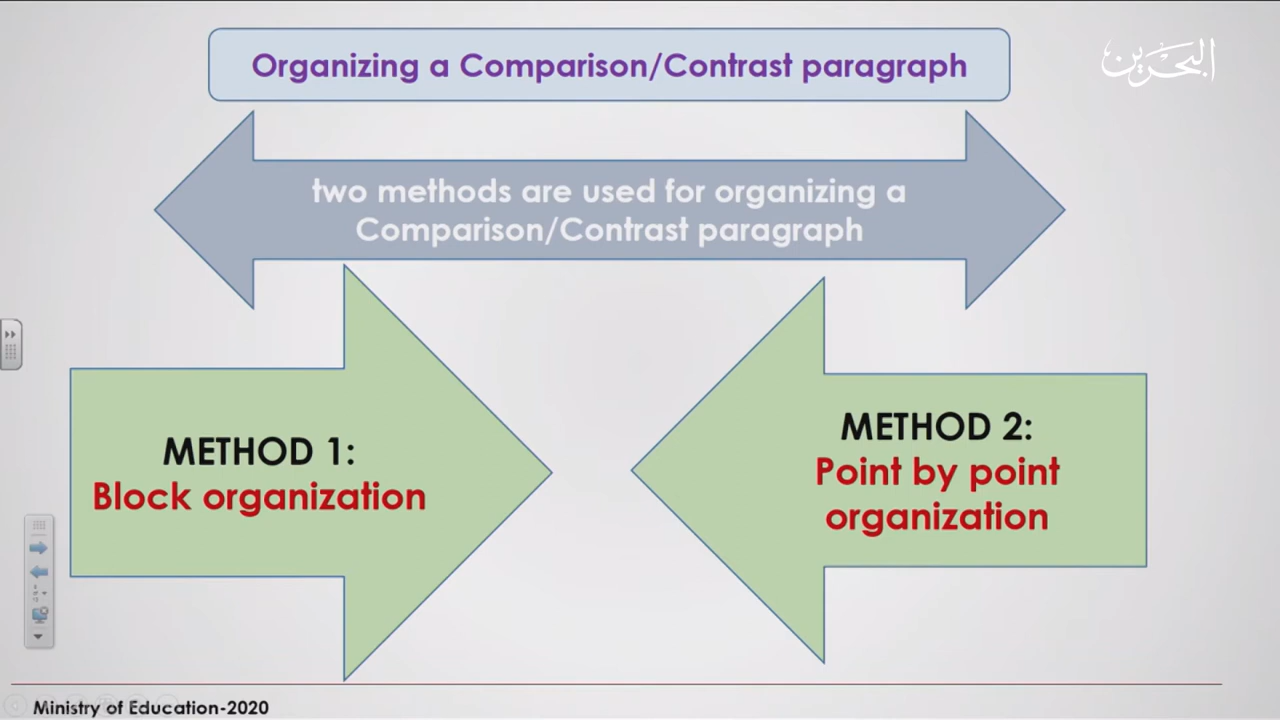 Organizing a Comparison/Contrast paragraph
البحرين
two methods are used for organizing a
Comparison/Contrast paragraph
METHOD 1:
Block organization
METHOD 2:
Point by point
organization
Ministry of Education-2020